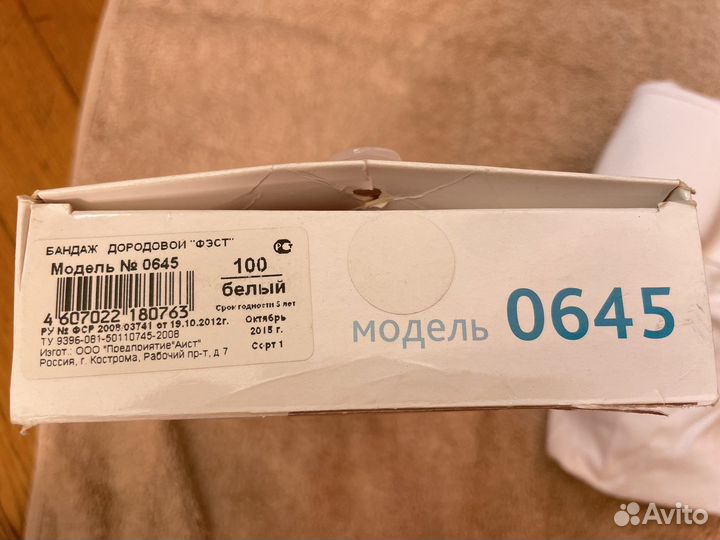 БАНДАЖ ДОРОДОВОЙ "ФЭСТ"
Модель № 0645
100
белый
4 607022 180763
Срок годности 5 лет
РУ № ФСР 2008/03741 от 19.10.2012г.
Октябрь
2015 г.
ТУ 9396-081-50110745-2008
Сорт 1
Изгот.: ООО "Предприятие"Аист"
Россия, г. Кострома, Рабочий пр-т, д 7
модель 0645
Avito